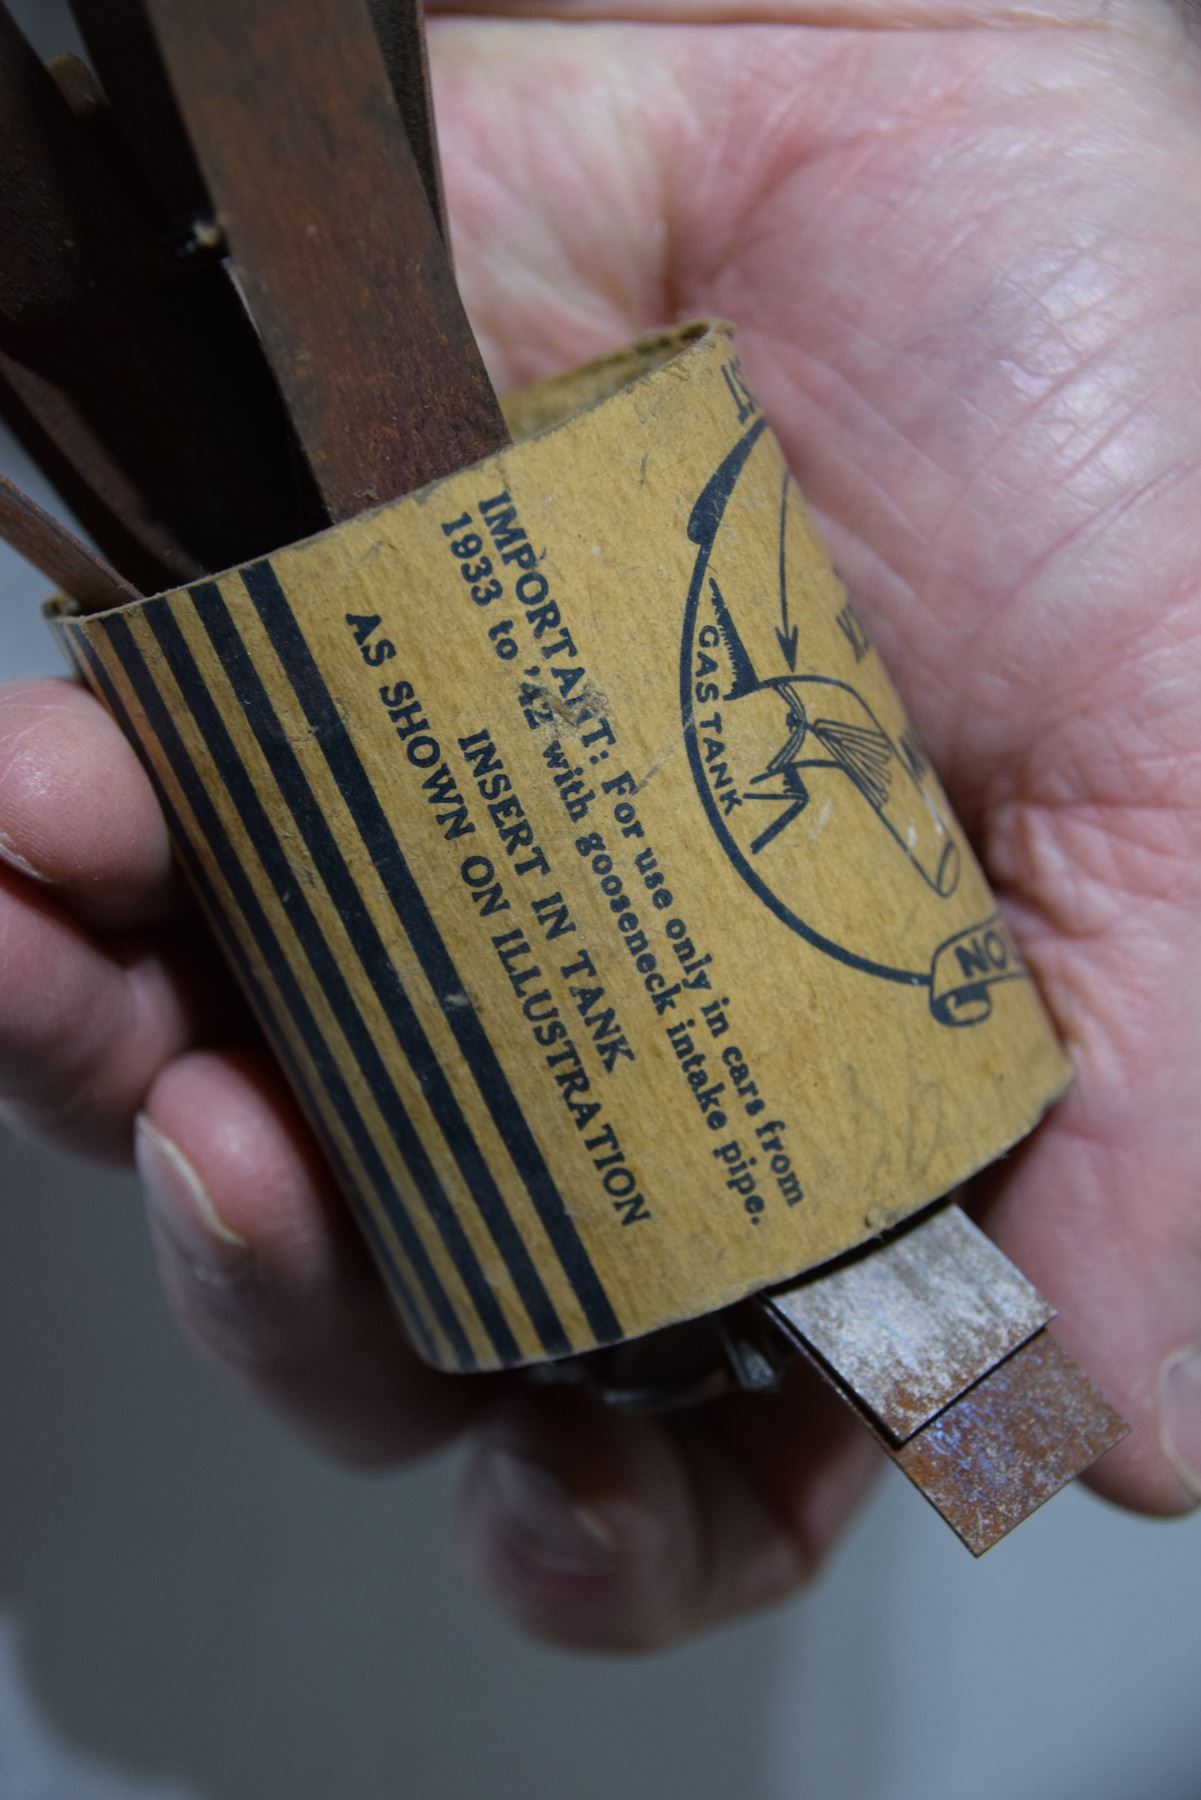 GAS TANK
NO.
IMPORTANT: For use only in cars from
1933 to '42 with gooseneck intake pipe.
INSERT IN TANK
AS SHOWN ON ILLUSTRATION